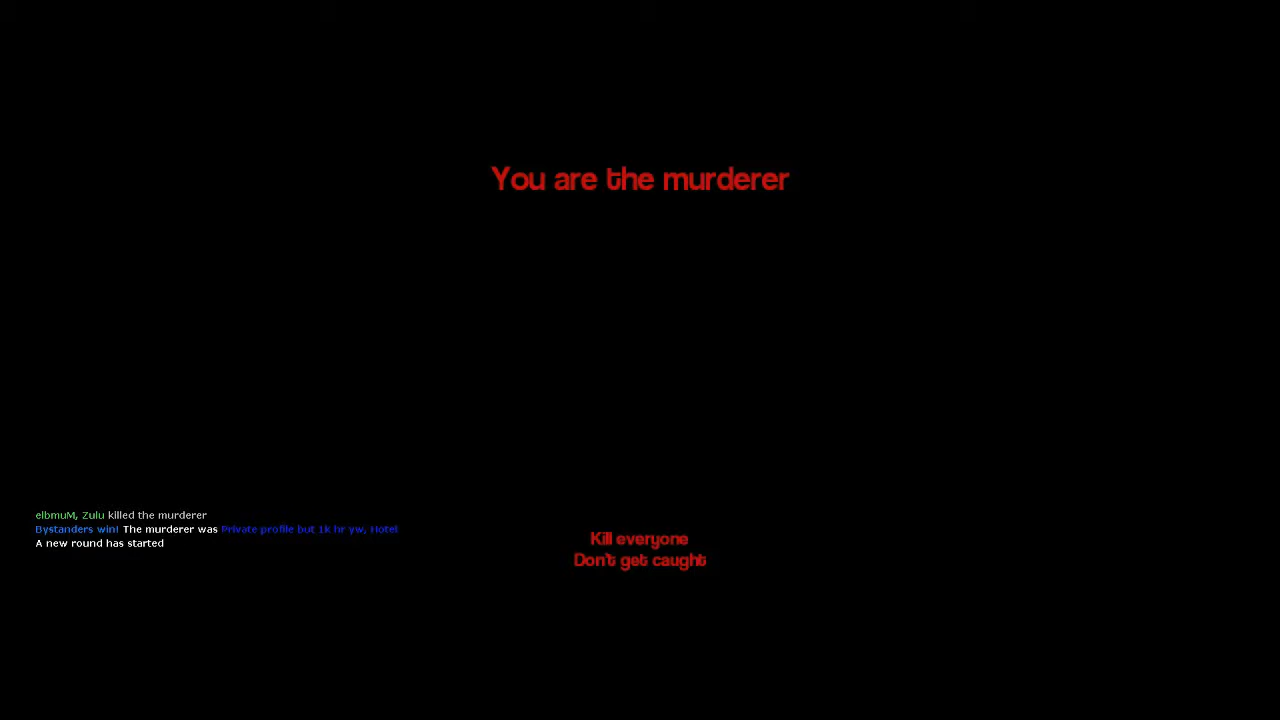 You are the murderer
elbmuM, Zulu killed the murderer
Bystanders win! The murderer was Private profile but 1k hr yw, Hotel
A new round has started
Kill everyone
Don't get caught